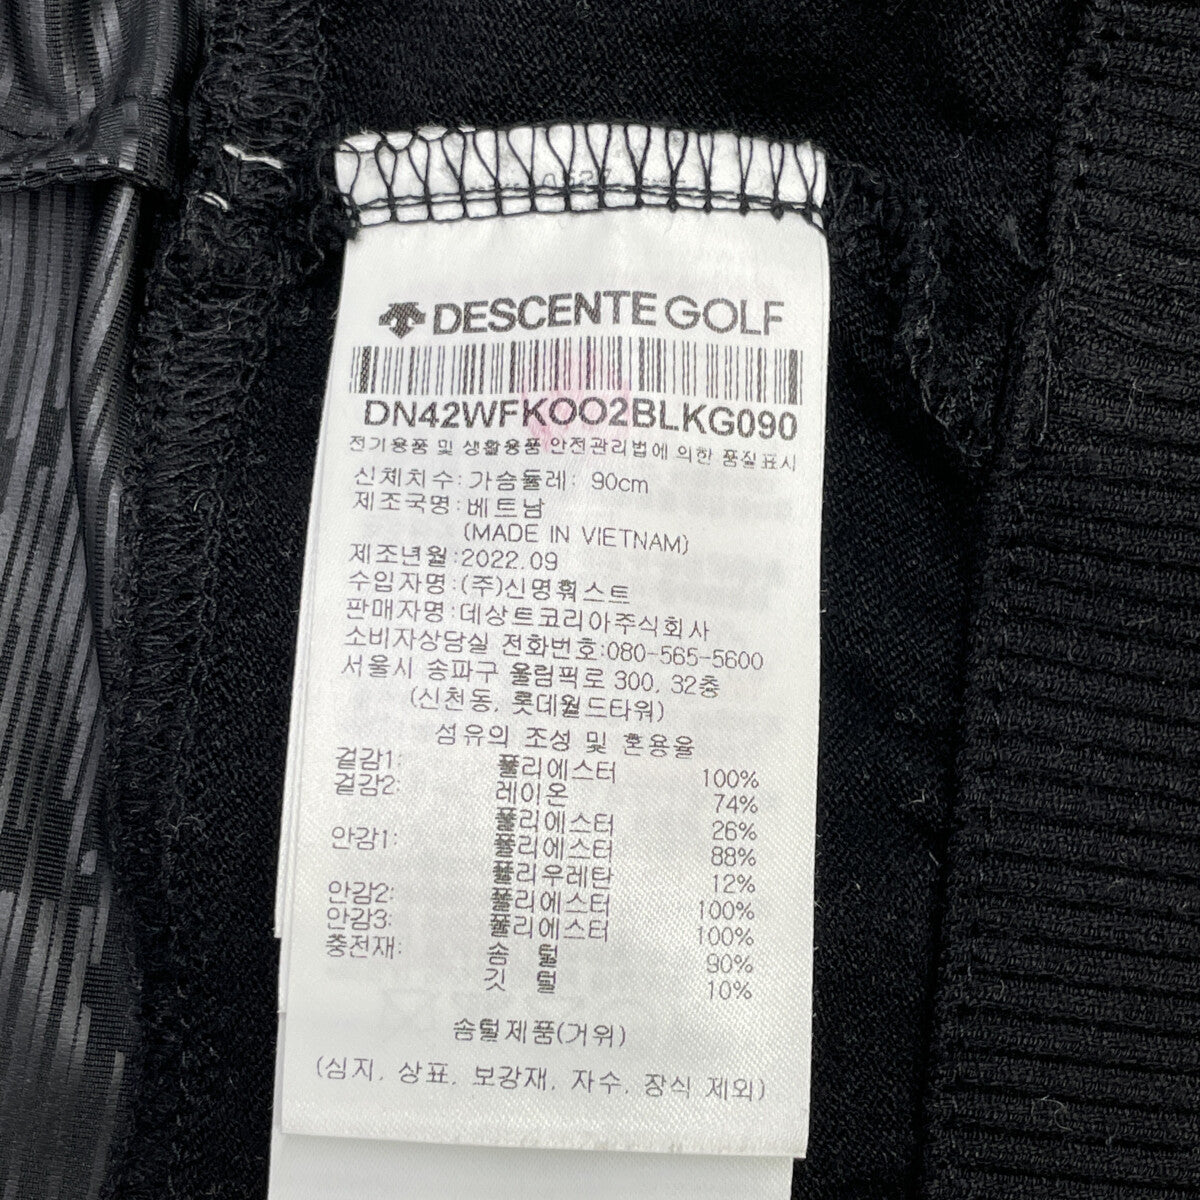 DESCENTE GOLF
DN42WFKOO2BLKG090
전기용품 및 생활용품 안전관리법에 의한 품질표시
신체치수: 가슴둘레: 90cm
제조국명:베트남
(MADE IN VIETNAM)
제조년월:2022.09
수입자명:(주)신명훠스트
판매자명:데상트코리아주식회사
소비자상담실 전화번호:080-565-5600
서울시 송파구 올림픽로 300, 32층
(신천동, 롯데월드타워)
섬유의 조성 및 혼용율
겉감1: 폴리에스터 100%
겉감2: 레이온 74%
폴리에스터 26%
안감1: 폴리에스터 88%
폴리우레탄 12%
안감2: 폴리에스터 100%
안감3: 폴리에스터 100%
충전재: 솜 털 90%
깃 털 10%
솜털제품(거위)
(심지, 상표, 보강재, 자수, 장식 제외)